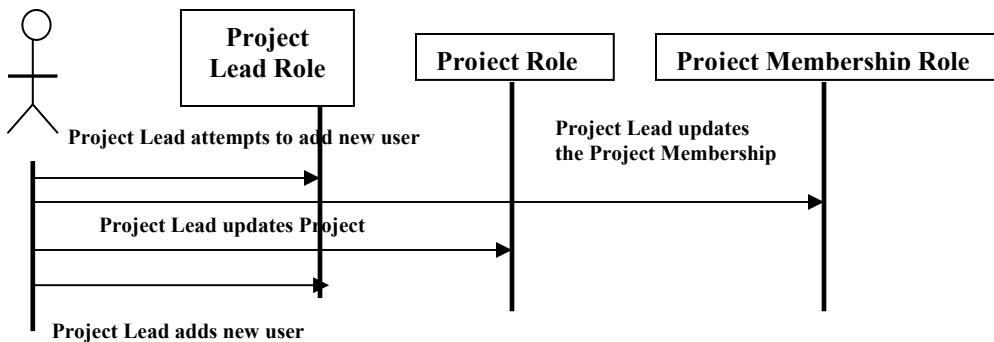 Project
Lead Role
Project Role
Project Membership Role
Project Lead attempts to add new user
Project Lead updates
the Project Membership
Project Lead updates Project
Project Lead adds new user